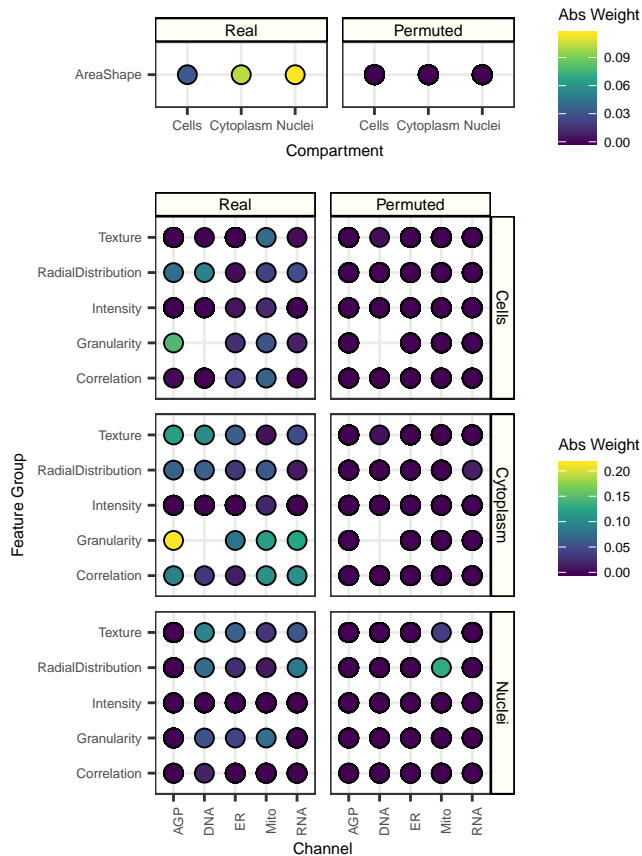 Real Permuted
AreaShape
Cells Cytoplasm Nuclei Cells Cytoplasm Nuclei
Compartment
Abs Weight
0.09
0.06
0.03
0.00
Real Permuted
Feature Group
Texture
RadialDistribution
Intensity
Granularity
Correlation
Cells
Texture
RadialDistribution
Intensity
Granularity
Correlation
Cytoplasm
Texture
RadialDistribution
Intensity
Granularity
Correlation
Nuclei
AGP DNA ER Mito RNA AGP DNA ER Mito RNA
Channel
Abs Weight
0.20
0.15
0.10
0.05
0.00